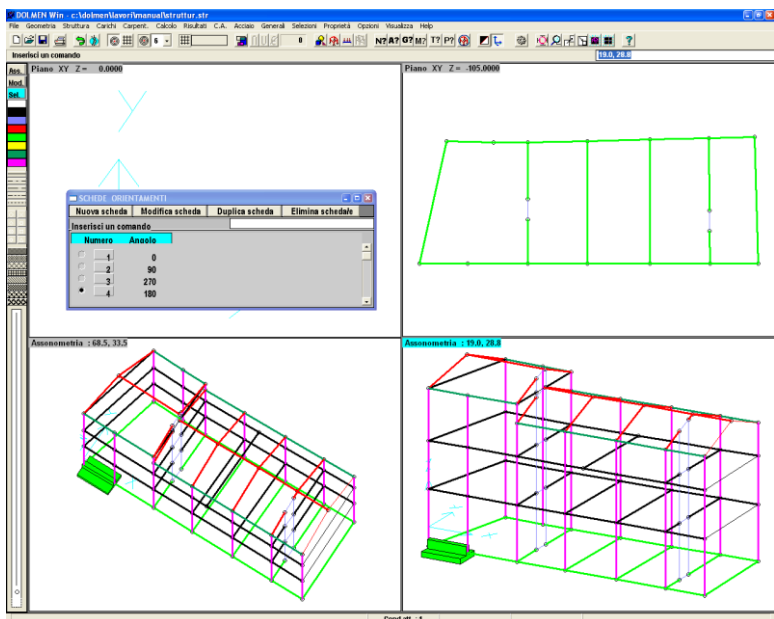 DOLMEN Win - c:\dolmen\lavori\manual\struttur.str
File Geometria Struttura Carichi Carpent. Calcolo Risultati C.A. Acciaio Generali Selezioni Proprietà Opzioni Visualizza Help
6 0 N? A? G? M? T? P? ?
Inserisci un comando 19.0, 28.8
Ass.
Mod.
Sel.
Piano XY Z = 0.0000
Piano XY Z = -105.0000
SCHEDE ORIENTAMENTI
Nuova scheda Modifica scheda Duplica scheda Elimina scheda/e
Inserisci un comando
Numero Angolo
1 0
2 90
3 270
4 180
Assonometria : 68.5, 33.5
Assonometria : 19.0, 28.8